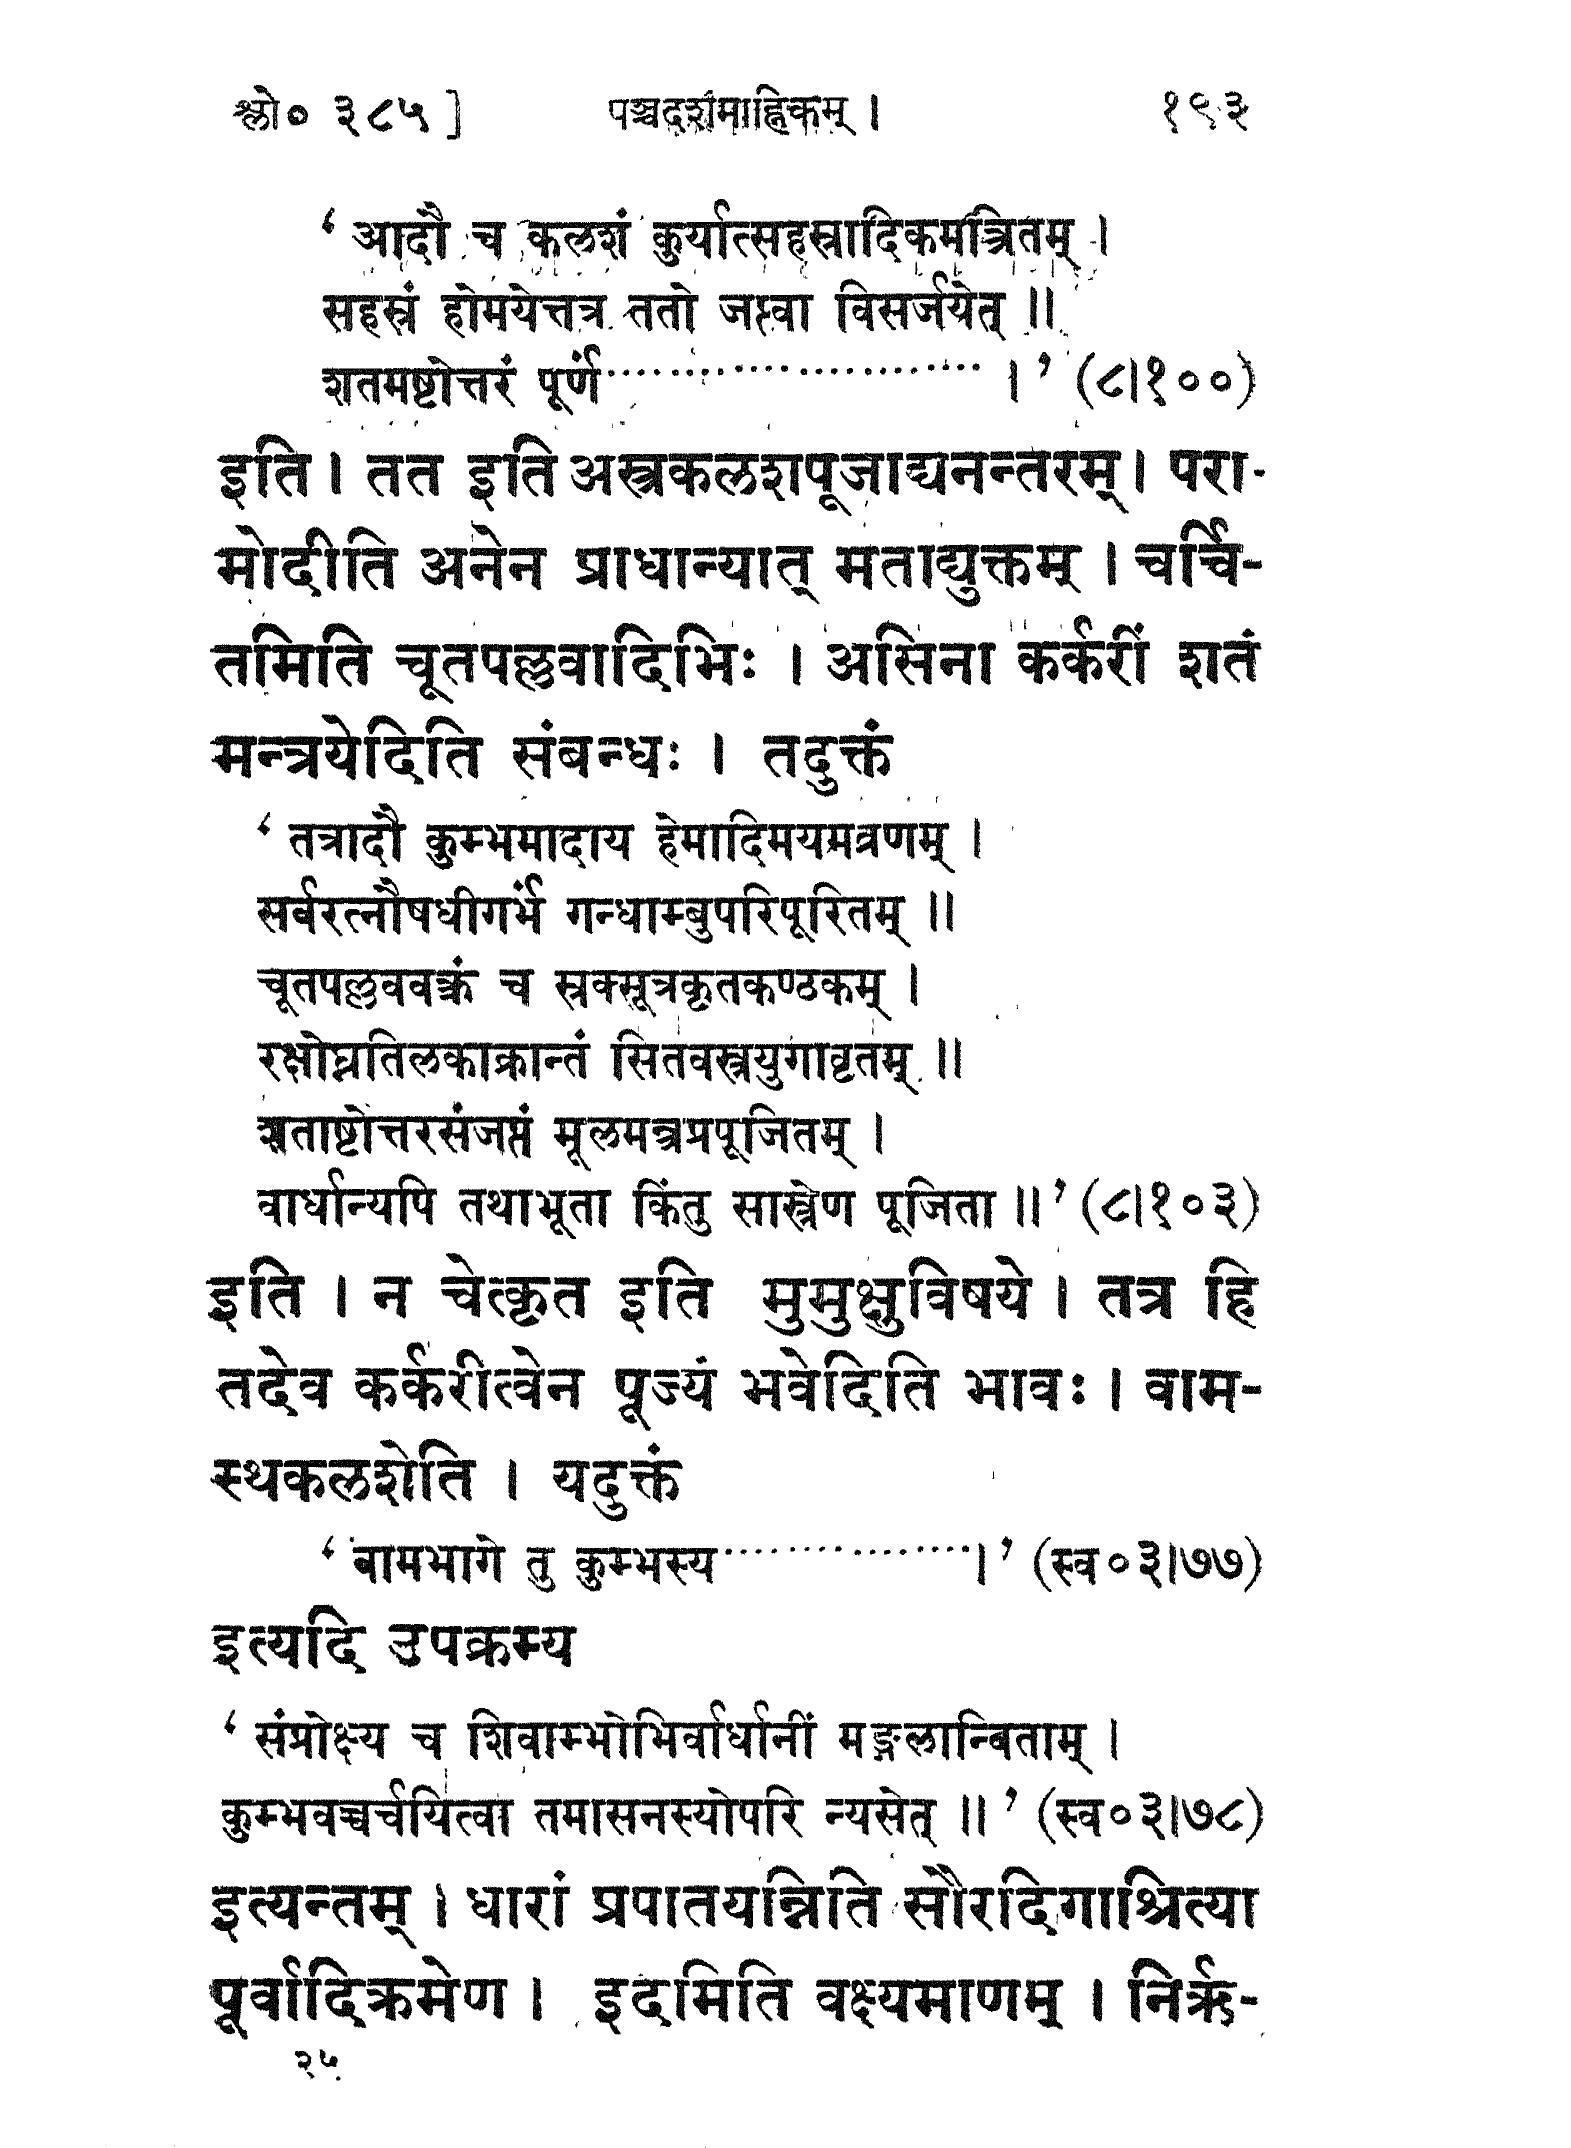 श्लो० ३८५] पञ्चदशमाह्निकम् । १९३
‘ आदौ च कलशं कुर्यात्सहस्रादिकमन्त्रितम् ।
सहस्रं होमयेत्तत्र ततो जप्त्वा विसर्जयेत् ॥
शतमष्टोत्तरं पूर्णं........................ ।’ (८।१००)
इति । तत इति अस्त्रकलशपूजाद्यनन्तरम् । परा-
मोदीति अनेन प्राधान्यात् मताद्युक्तम् । चर्चि-
तमिति चूतपल्लवादिभिः । असिना कर्करीं शतं
मन्त्रयेदिति संबन्धः । तदुक्तं
‘ तत्रादौ कुम्भमादाय हेमादिमयमव्रणम् ।
सर्वरत्नौषधीगर्भं गन्धाम्बुपरिपूरितम् ॥
चूतपल्लववक्त्रं च स्रक्सूत्रकृतकण्ठकम् ।
रक्षोघ्नतिलकाक्रान्तं सितवस्त्रयुगावृतम् ॥
शताष्टोत्तरसंजप्तं मूलमन्त्रप्रपूजितम् ।
वार्धान्यपि तथाभूता किंतु सास्त्रेण पूजिता ॥’ (८।१०३)
इति । न चेत्कृत इति मुमुक्षुविषये । तत्र हि
तदेव कर्करीत्वेन पूज्यं भवेदिति भावः । वाम-
स्थकलशेति । यदुक्तं
‘ वामभागे तु कुम्भस्य................ ।’ (स्व०३।७७)
इत्यदि उपक्रम्य
‘ संप्रोक्ष्य च शिवाम्भोभिर्वार्धानीं मङ्गलान्विताम् ।
कुम्भवच्चर्चयित्वा तमासनस्योपरि न्यसेत् ॥ ’ (स्व०३।७८)
इत्यन्तम् । धारां प्रपातयन्निति सौरदिगाश्रित्या
पूर्वादिक्रमेण । इदमिति वक्ष्यमाणम् । निर्ऋ-
२५